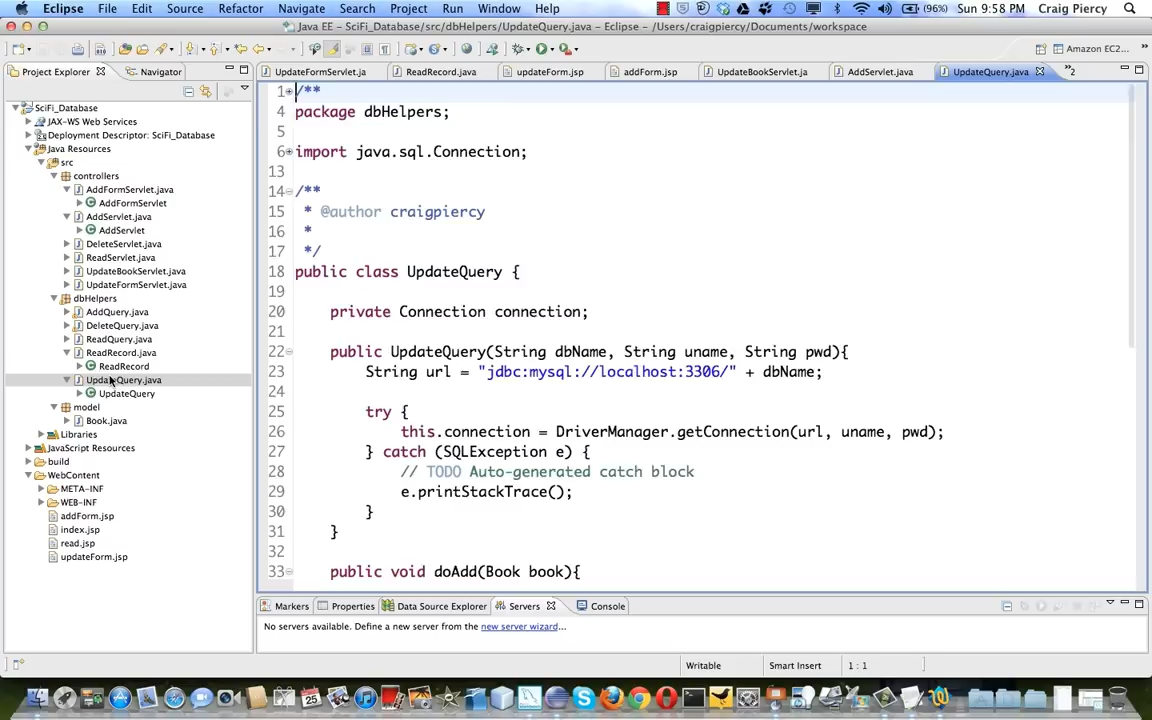 Eclipse File Edit Source Refactor Navigate Search Project Run Window Help (96%) Sun 9:58 PM Craig Piercy
Java EE - SciFi_Database/src/dbHelpers/UpdateQuery.java - Eclipse - /Users/craigpiercy/Documents/workspace
Amazon EC2...
Project Explorer Navigator
UpdateFormServlet.ja ReadRecord.java updateForm.jsp addForm.jsp UpdateBookServlet.ja AddServlet.java UpdateQuery.java »2
SciFi_Database
JAX-WS Web Services
Deployment Descriptor: SciFi_Database
Java Resources
src
controllers
AddFormServlet.java
AddFormServlet
AddServlet.java
AddServlet
DeleteServlet.java
ReadServlet.java
UpdateBookServlet.java
UpdateFormServlet.java
dbHelpers
AddQuery.java
DeleteQuery.java
ReadQuery.java
ReadRecord.java
ReadRecord
UpdateQuery.java
UpdateQuery
model
Book.java
Libraries
JavaScript Resources
build
WebContent
META-INF
WEB-INF
addForm.jsp
index.jsp
read.jsp
updateForm.jsp
1 /**
4 package dbHelpers;
5
6 import java.sql.Connection;
13
14 /**
15 * @author craigpiercy
16 *
17 */
18 public class UpdateQuery {
19
20 private Connection connection;
21
22 public UpdateQuery(String dbName, String uname, String pwd){
23 String url = "jdbc:mysql://localhost:3306/" + dbName;
24
25 try {
26 this.connection = DriverManager.getConnection(url, uname, pwd);
27 } catch (SQLException e) {
28 // TODO Auto-generated catch block
29 e.printStackTrace();
30 }
31 }
32
33 public void doAdd(Book book){
Markers Properties Data Source Explorer Servers Console
No servers available. Define a new server from the new server wizard...
Writable Smart Insert 1 : 1